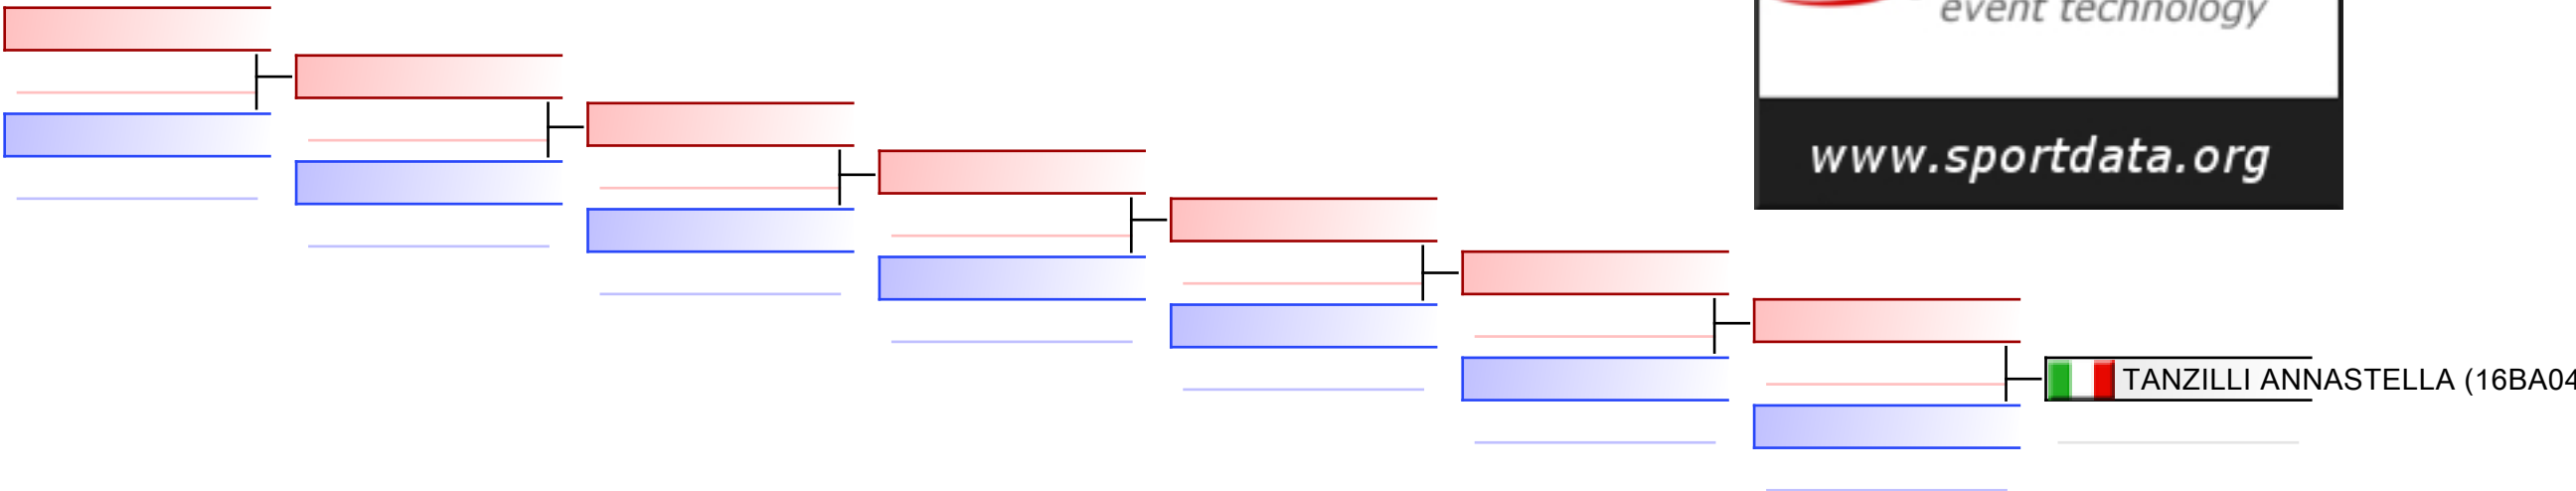 event technology
www.sportdata.org
TANZILLI ANNASTELLA (16BA04